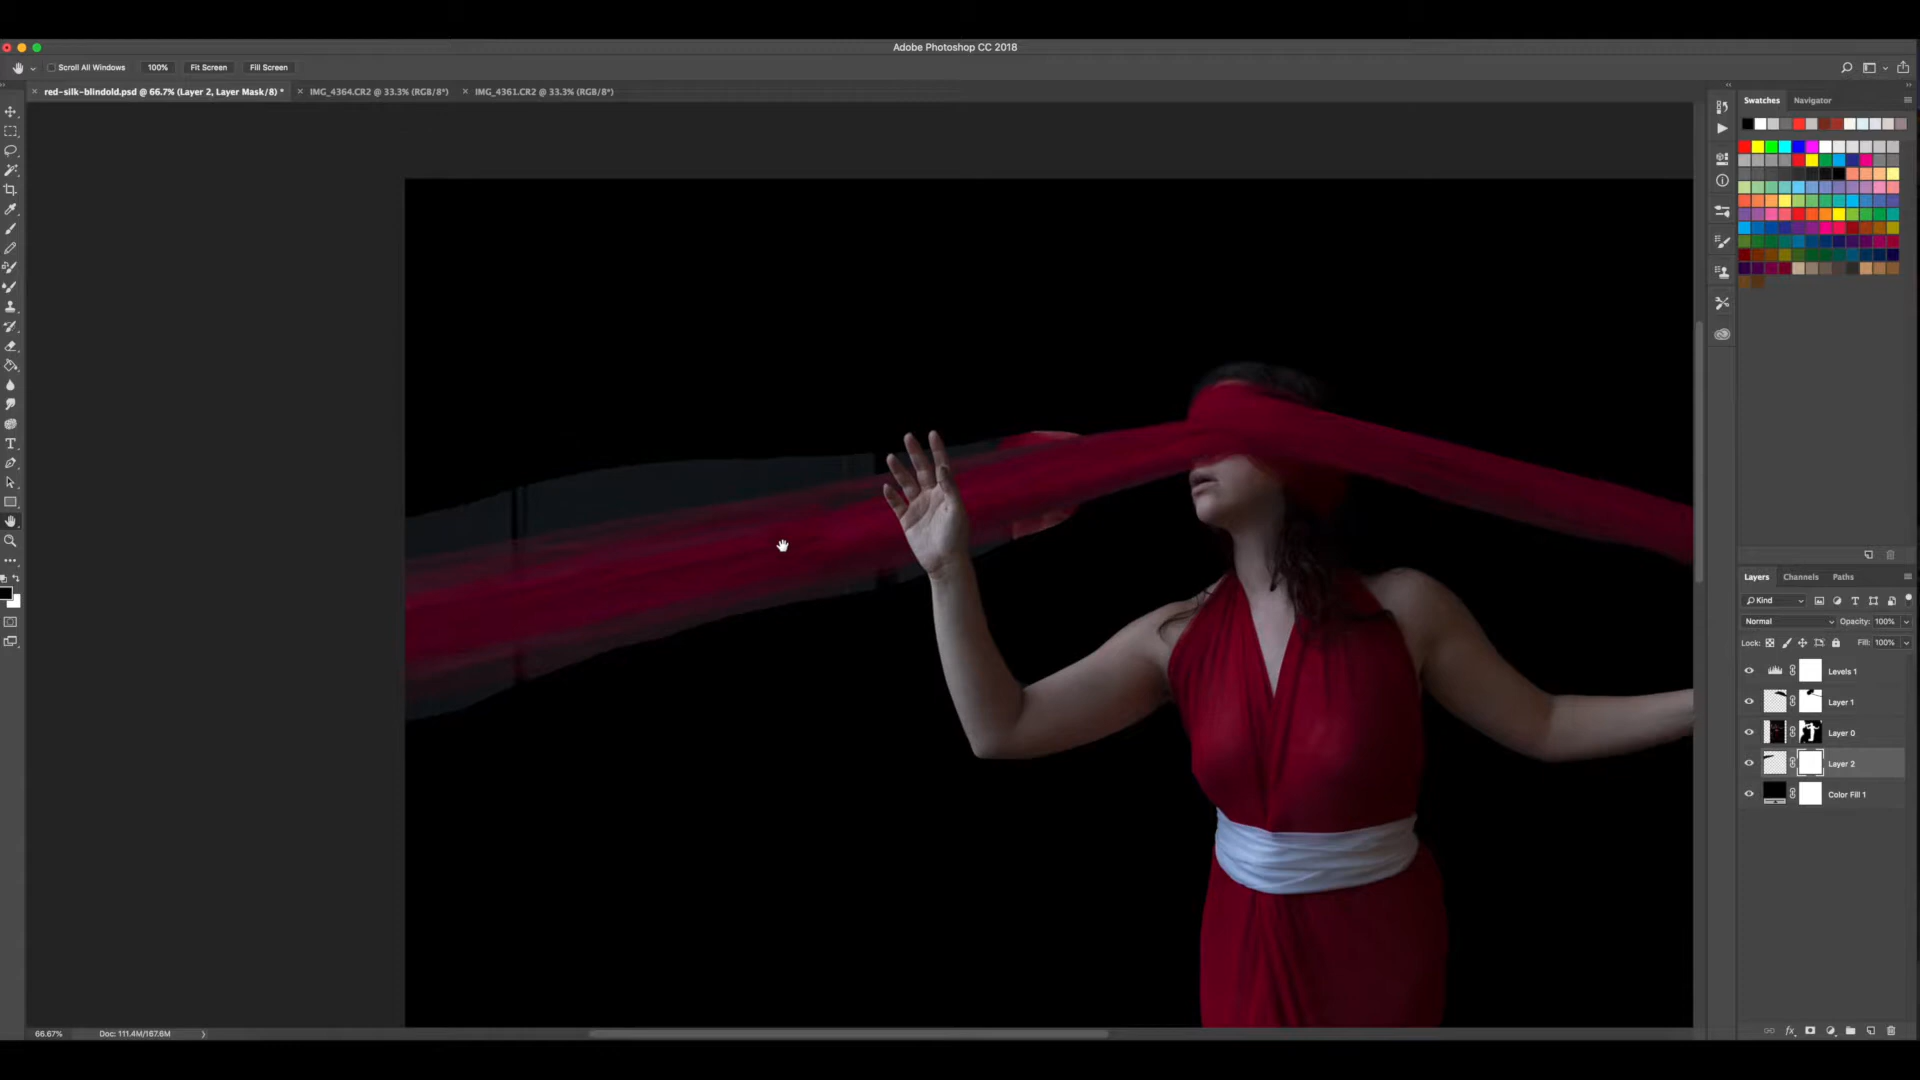 Adobe Photoshop CC 2018
Scroll All Windows 100% Fit Screen Fill Screen
red-silk-blindold.psd @ 66.7% (Layer 2, Layer Mask/8) * IMG_4364.CR2 @ 33.3% (RGB/8*) IMG_4361.CR2 @ 33.3% (RGB/8*)
Swatches Navigator
Layers Channels Paths
Kind
Normal Opacity: 100%
Lock: Fill: 100%
Levels 1
Layer 1
Layer 0
Layer 2
Color Fill 1
66.67% Doc: 111.4M/167.6M